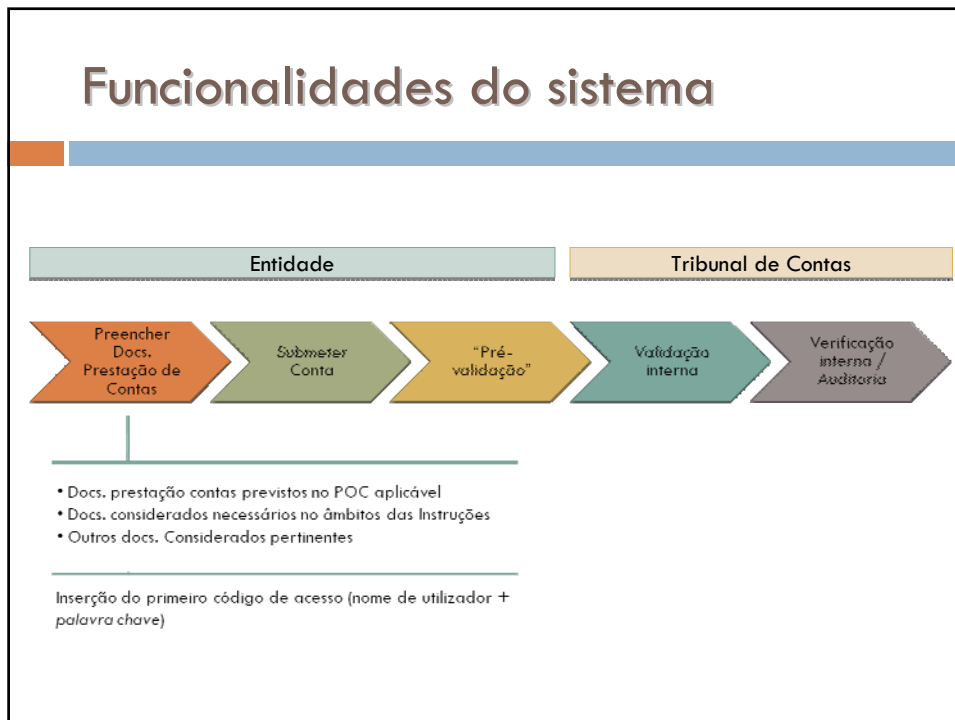 Funcionalidades do sistema
Entidade
Tribunal de Contas
Preencher
Docs.
Prestação de
Contas
Submeter
Conta
"Pré-
validação"
Validação
interna
Verificação
interna /
Auditoria
• Docs. prestação contas previstos no POC aplicável
• Docs. considerados necessários no âmbitos das Instruções
• Outros docs. Considerados pertinentes
Inserção do primeiro código de acesso (nome de utilizador +
palavra chave)